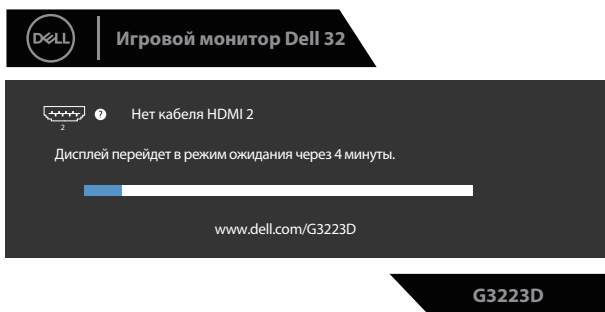 DELL
Игровой монитор Dell 32
? Нет кабеля HDMI 2
2
Дисплей перейдет в режим ожидания через 4 минуты.
www.dell.com/G3223D
G3223D